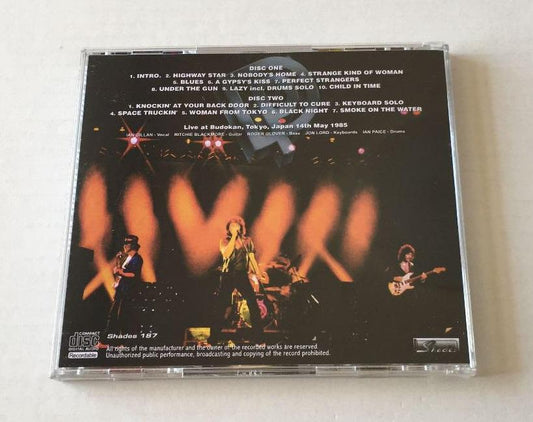 DISC ONE
1. INTRO. 2. HIGHWAY STAR 3. NOBODY'S HOME 4. STRANGE KIND OF WOMAN
5. BLUES 6. A GYPSY'S KISS 7. PERFECT STRANGERS
8. UNDER THE GUN 9. LAZY incl. DRUMS SOLO 10. CHILD IN TIME
DISC TWO
1. KNOCKIN' AT YOUR BACK DOOR 2. DIFFICULT TO CURE 3. KEYBOARD SOLO
4. SPACE TRUCKIN' 5. WOMAN FROM TOKYO 6. BLACK NIGHT 7. SMOKE ON THE WATER
Live at Budokan, Tokyo, Japan 14th May 1985
IAN GILLAN - Vocal RITCHIE BLACKMORE - Guitar ROGER GLOVER - Bass JON LORD - Keyboards IAN PAICE - Drums
COMPACT
disc
DIGITAL AUDIO
Recordable
Shades 187
All rights of the manufacturer and the owner of the recorded works are reserved.
Unauthorized public performance, broadcasting and copying of the record prohibited.
Shades